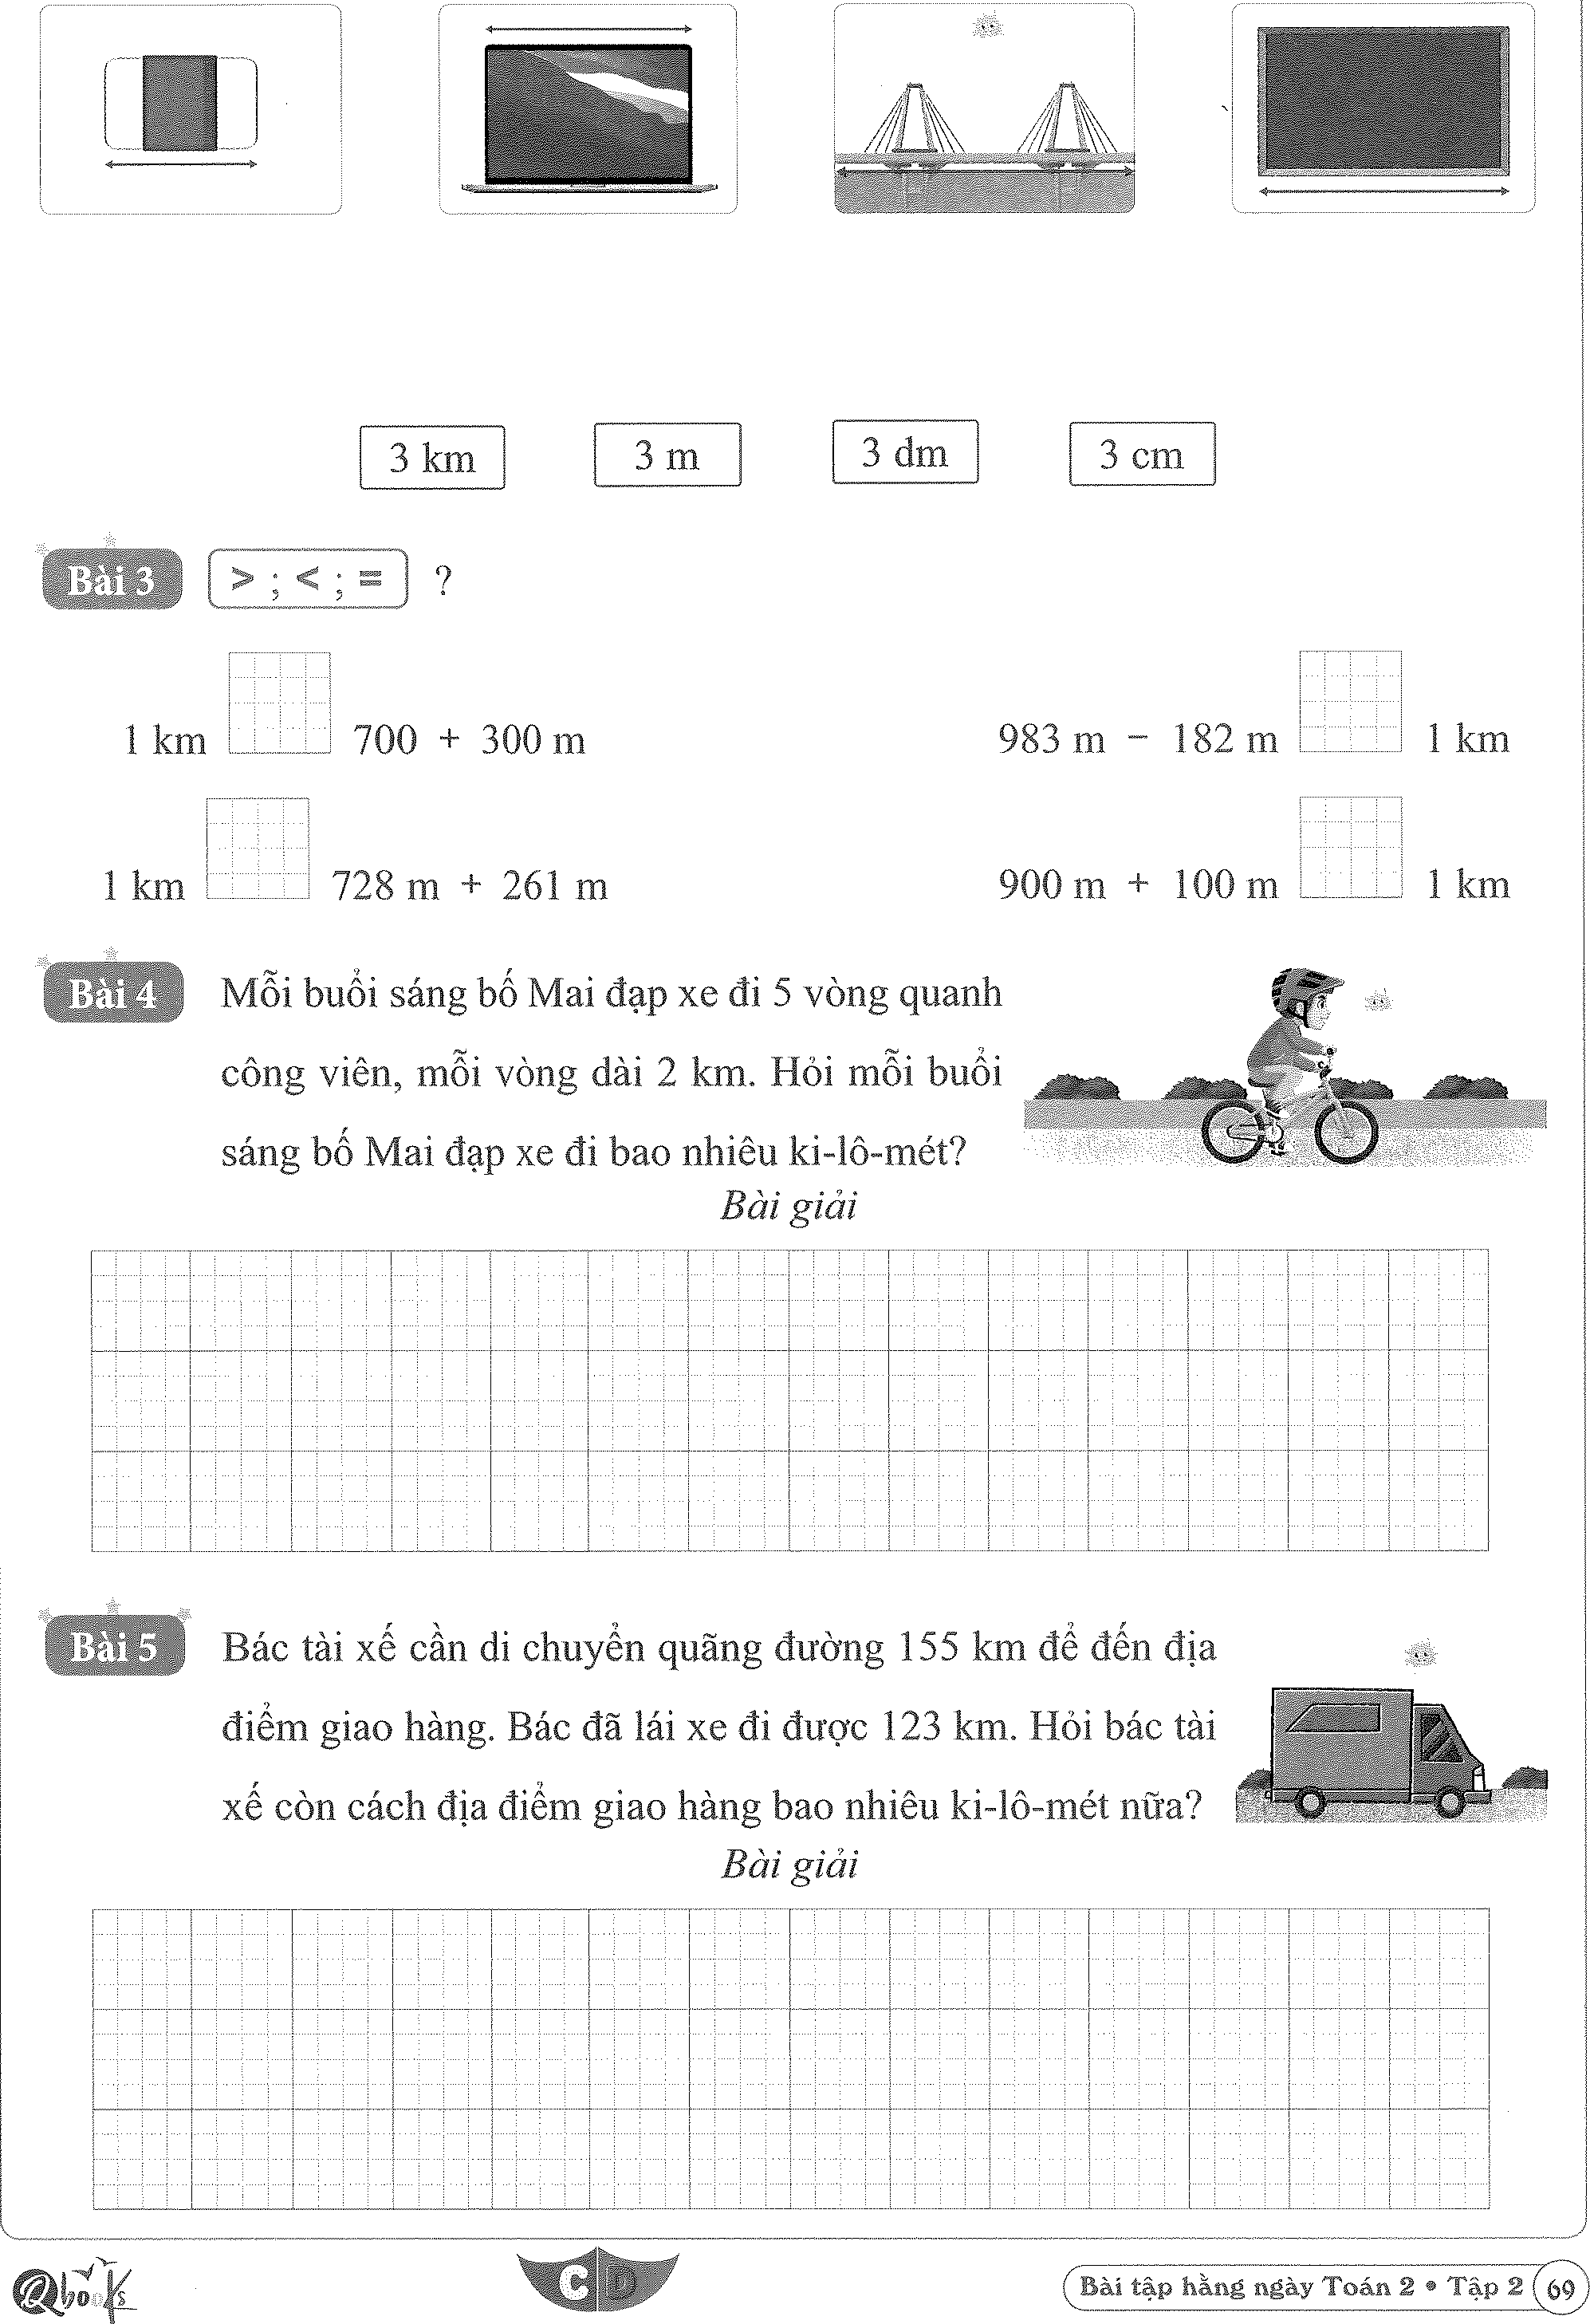 3 km 3 m 3 dm 3 cm
Bài 3 > ; < ; = ?
1 km 700 + 300 m 983 m − 182 m 1 km
1 km 728 m + 261 m 900 m + 100 m 1 km
Bài 4 Mỗi buổi sáng bố Mai đạp xe đi 5 vòng quanh
công viên, mỗi vòng dài 2 km. Hỏi mỗi buổi
sáng bố Mai đạp xe đi bao nhiêu ki-lô-mét?
Bài giải
Bài 5 Bác tài xế cần di chuyển quãng đường 155 km để đến địa
điểm giao hàng. Bác đã lái xe đi được 123 km. Hỏi bác tài
xế còn cách địa điểm giao hàng bao nhiêu ki-lô-mét nữa?
Bài giải
Qbooks CD Bài tập hằng ngày Toán 2 • Tập 2 69